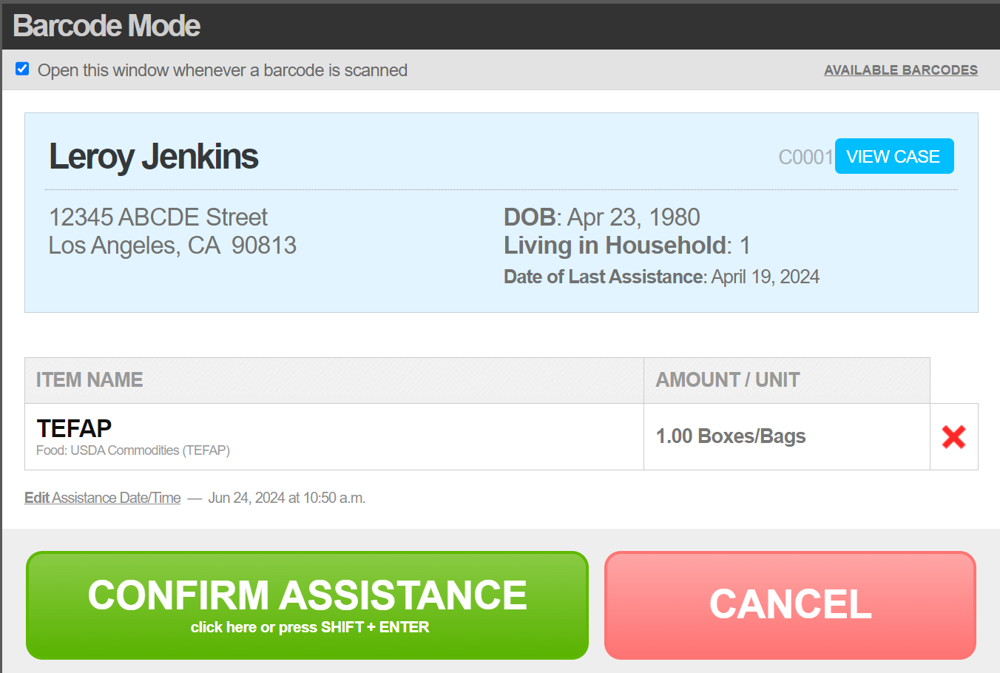 Barcode Mode
Open this window whenever a barcode is scanned
AVAILABLE BARCODES
Leroy Jenkins
C0001
VIEW CASE
12345 ABCDE Street
Los Angeles, CA  90813
DOB: Apr 23, 1980
Living in Household: 1
Date of Last Assistance: April 19, 2024
ITEM NAME
AMOUNT / UNIT
TEFAP
Food: USDA Commodities (TEFAP)
1.00 Boxes/Bags
Edit Assistance Date/Time — Jun 24, 2024 at 10:50 a.m.
CONFIRM ASSISTANCE
click here or press SHIFT + ENTER
CANCEL